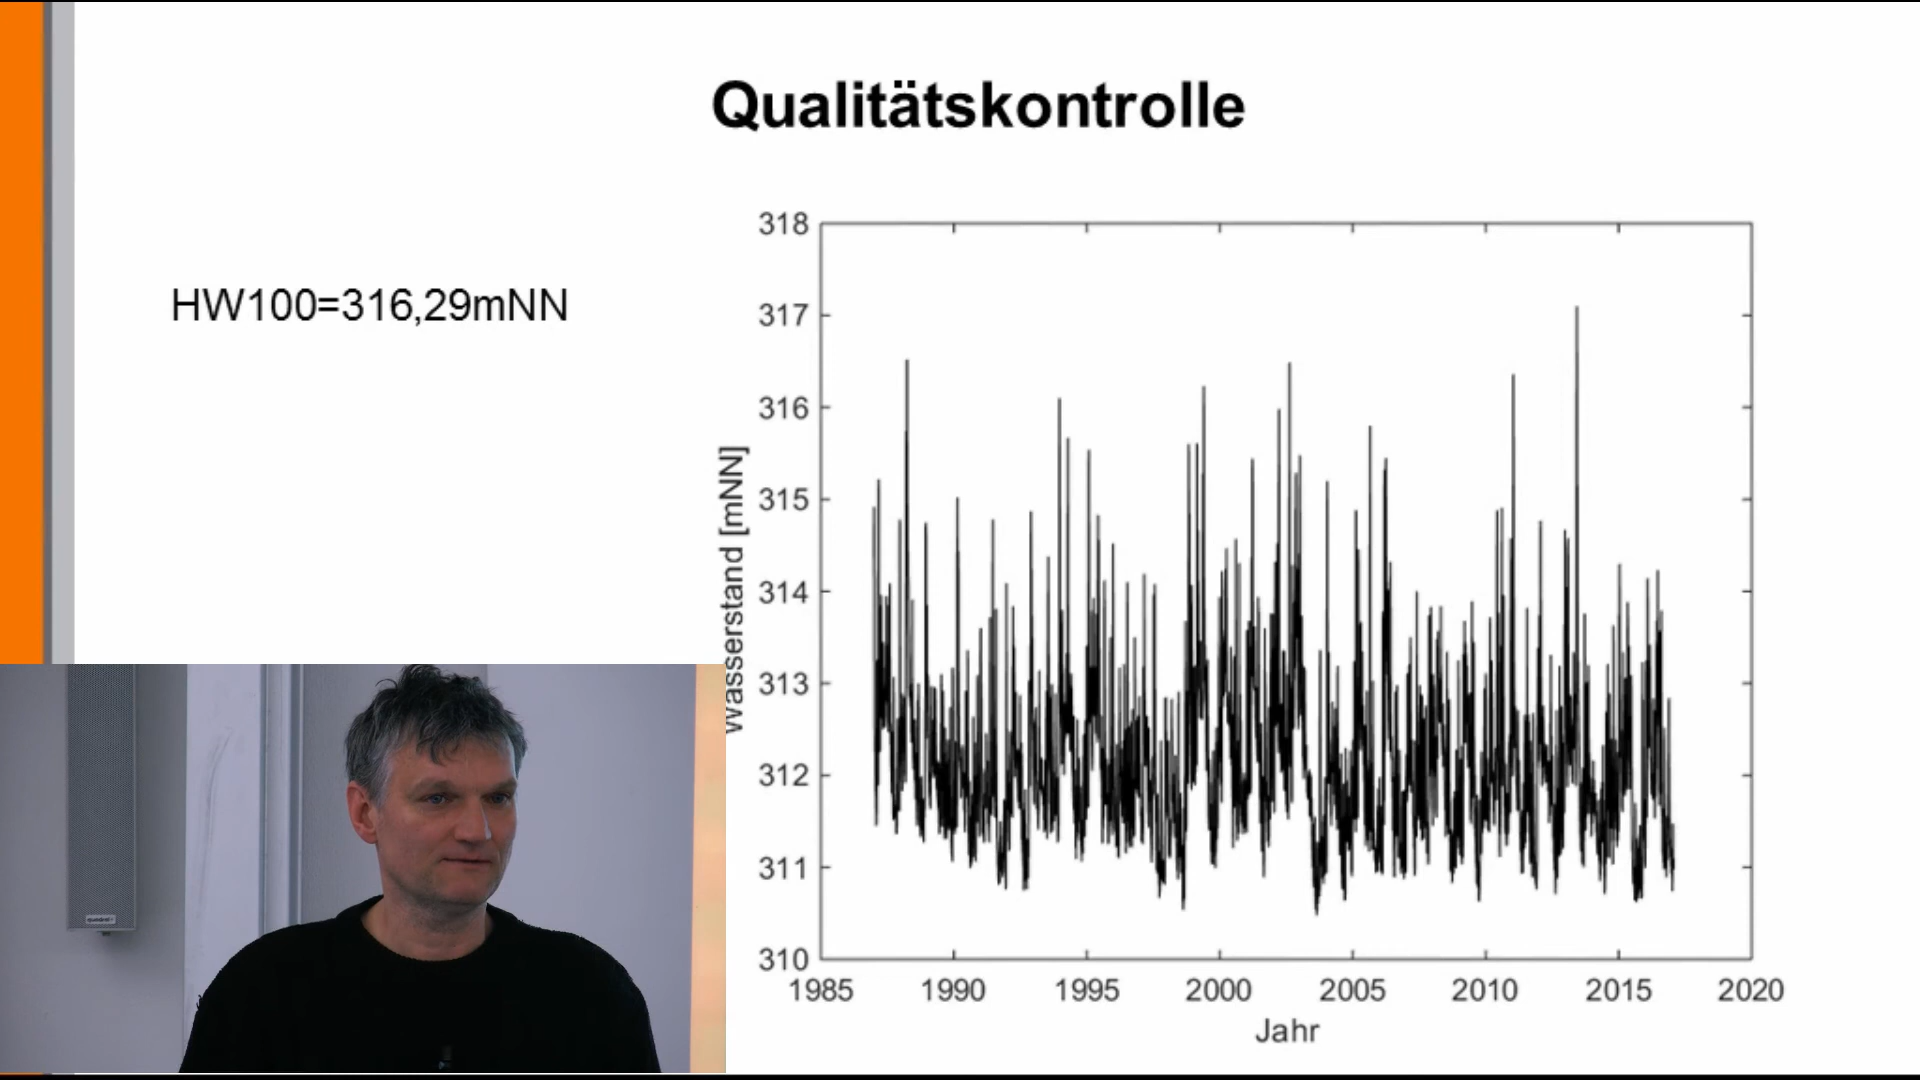 Qualitätskontrolle
HW100=316,29mNN
Wasserstand [mNN]
318
317
316
315
314
313
312
311
310
1985 1990 1995 2000 2005 2010 2015 2020
Jahr